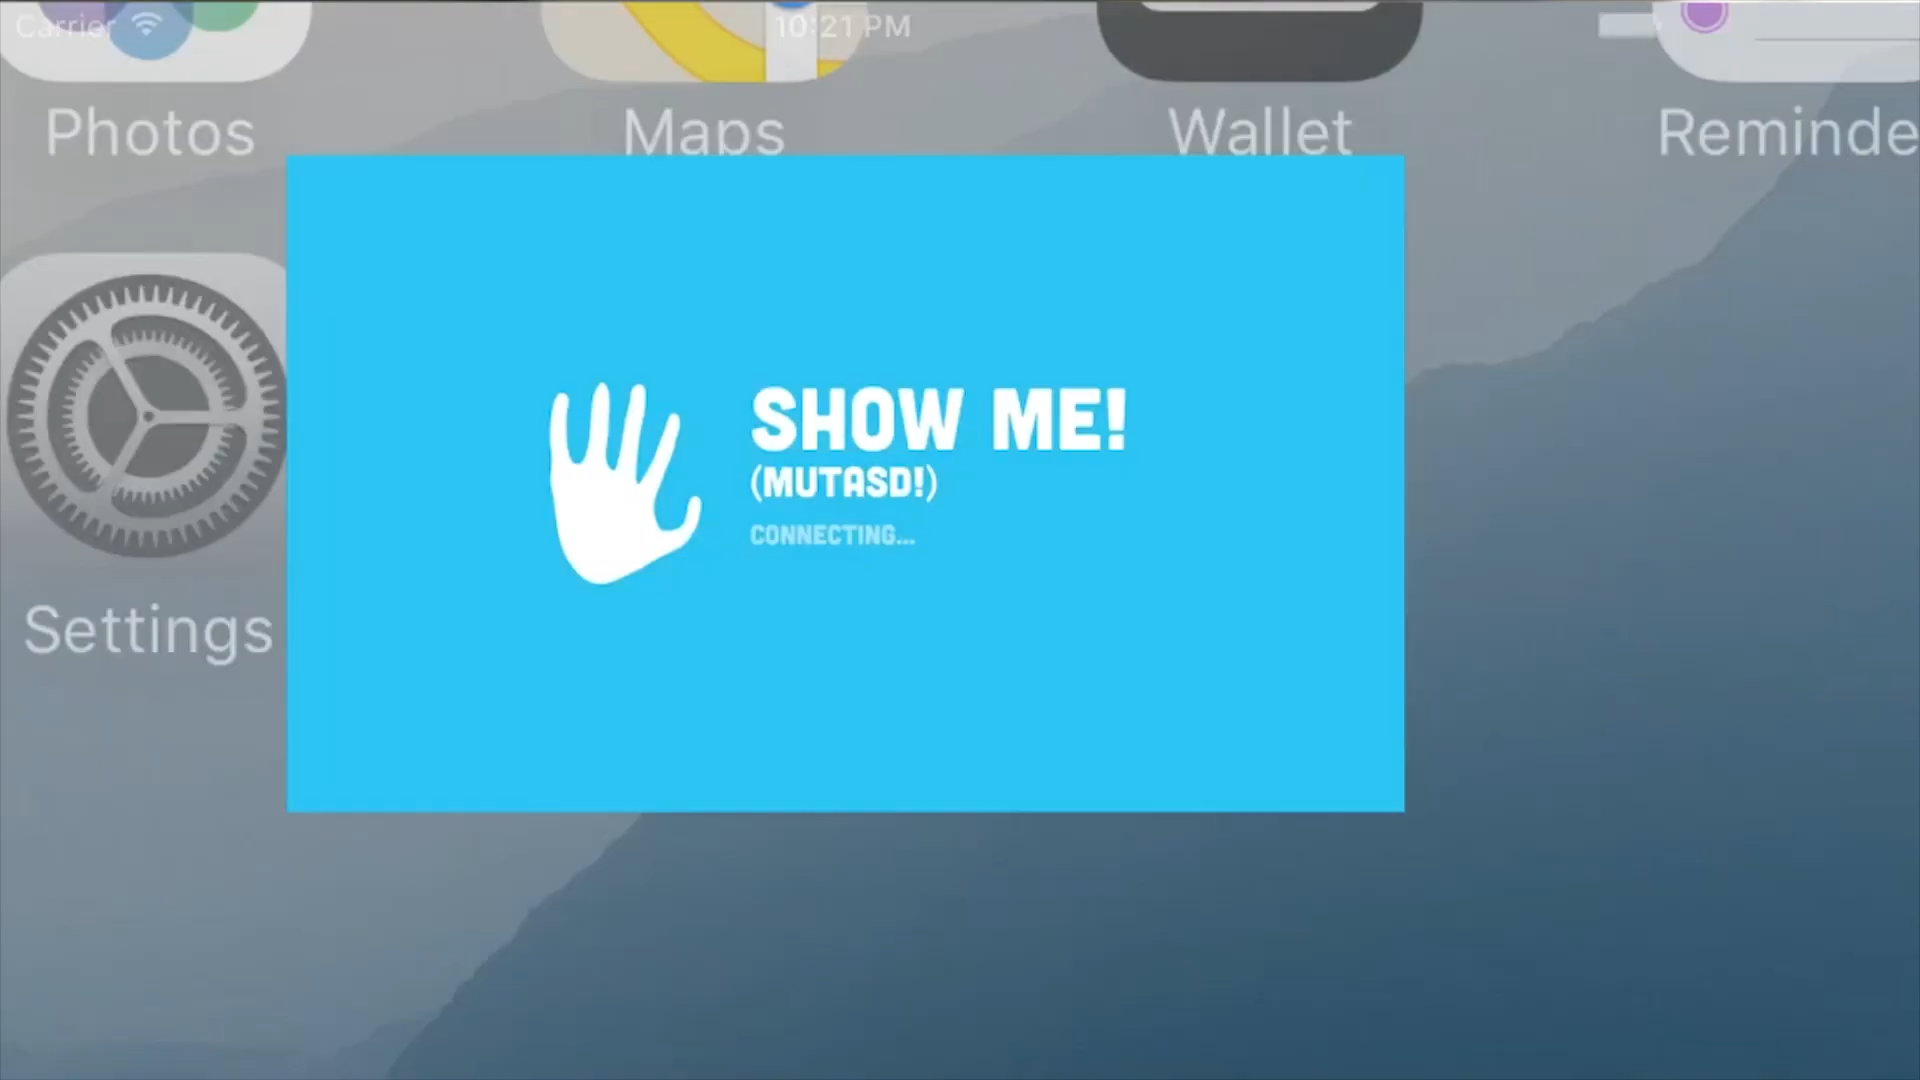 Carrier 10:21 PM
Photos Maps Wallet Reminde
SHOW ME!
(MUTASD!)
CONNECTING...
Settings